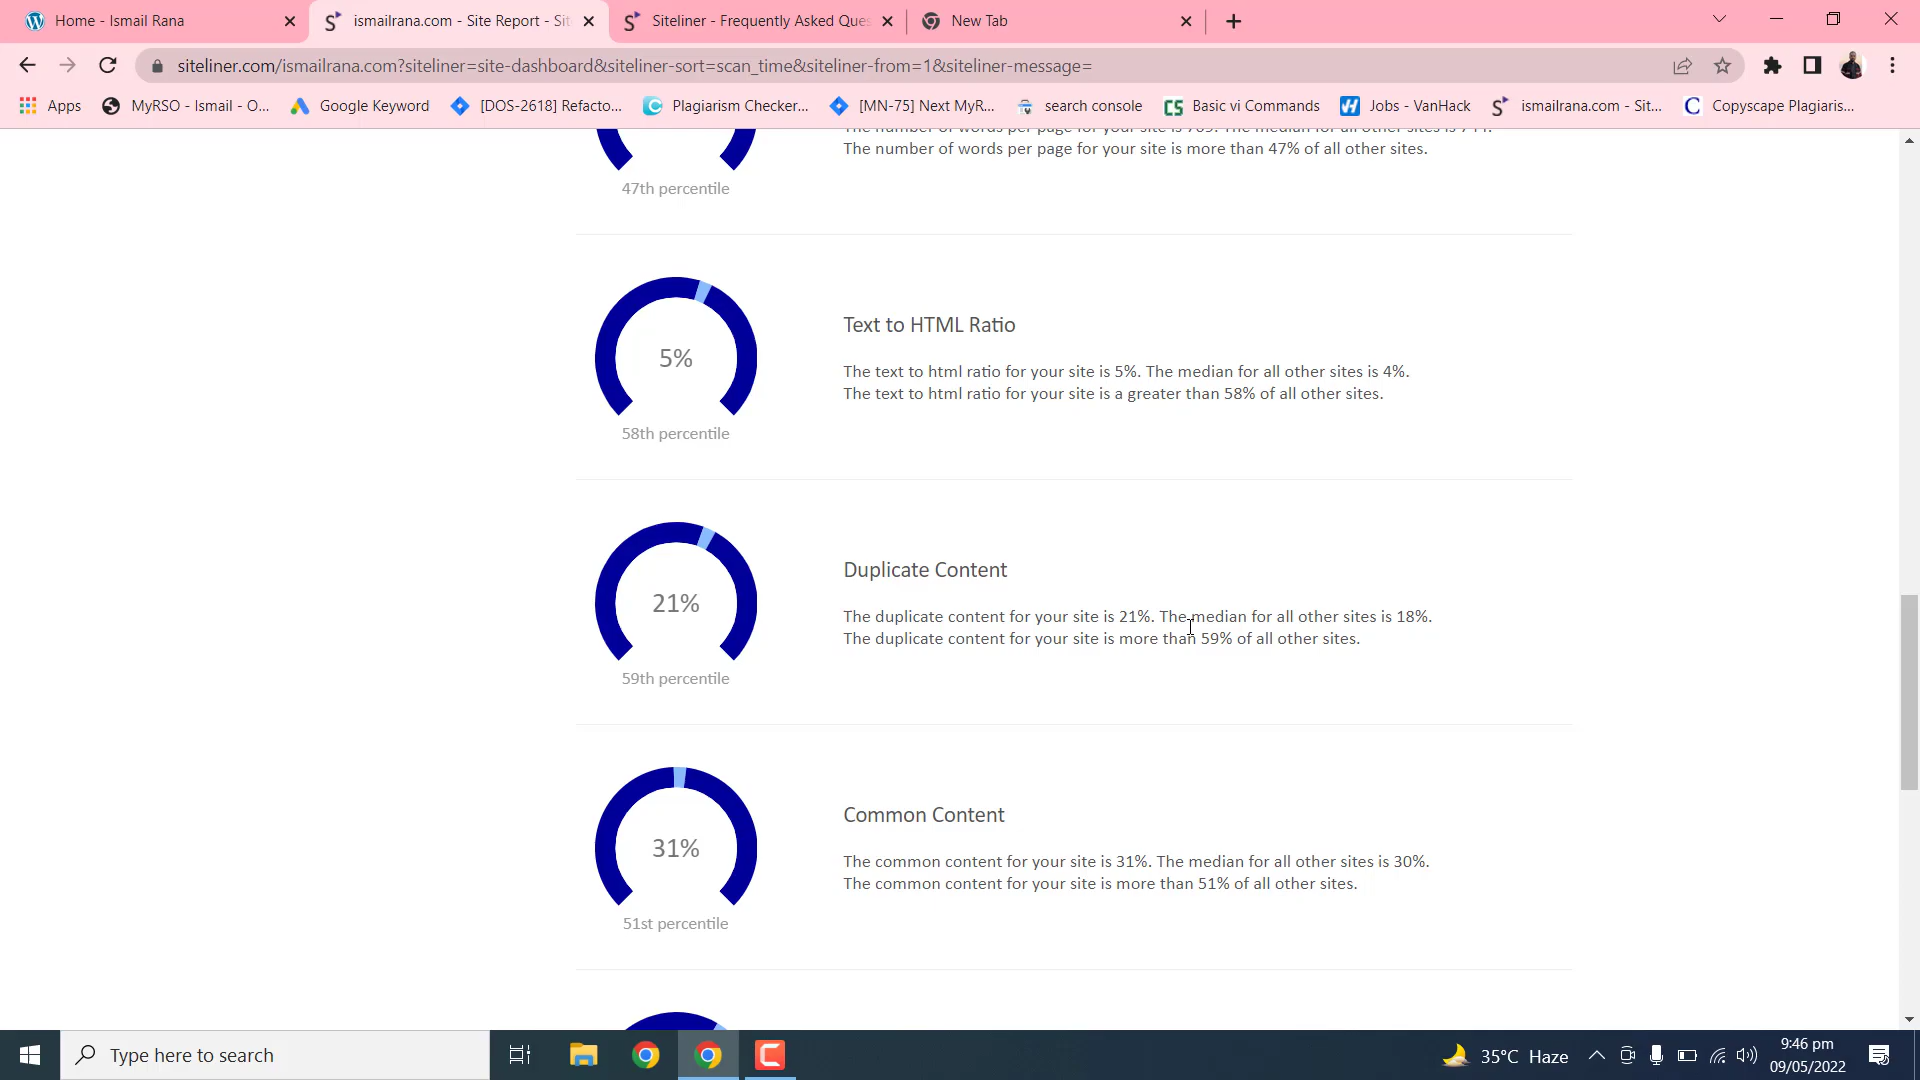 Home - Ismail Rana
ismailrana.com - Site Report - Sit
Siteliner - Frequently Asked Ques
New Tab
siteliner.com/ismailrana.com?siteliner=site-dashboard&siteliner-sort=scan_time&siteliner-from=1&siteliner-message=
Apps
MyRSO - Ismail - O...
Google Keyword
[DOS-2618] Refacto...
Plagiarism Checker...
[MN-75] Next MyR...
search console
Basic vi Commands
Jobs - VanHack
ismailrana.com - Sit...
Copyscape Plagiaris...
The number of words per page for your site is more than 47% of all other sites.
47th percentile
5%
58th percentile
Text to HTML Ratio
The text to html ratio for your site is 5%. The median for all other sites is 4%.
The text to html ratio for your site is a greater than 58% of all other sites.
21%
59th percentile
Duplicate Content
The duplicate content for your site is 21%. The median for all other sites is 18%.
The duplicate content for your site is more than 59% of all other sites.
31%
51st percentile
Common Content
The common content for your site is 31%. The median for all other sites is 30%.
The common content for your site is more than 51% of all other sites.
Type here to search
35°C Haze
9:46 pm
09/05/2022